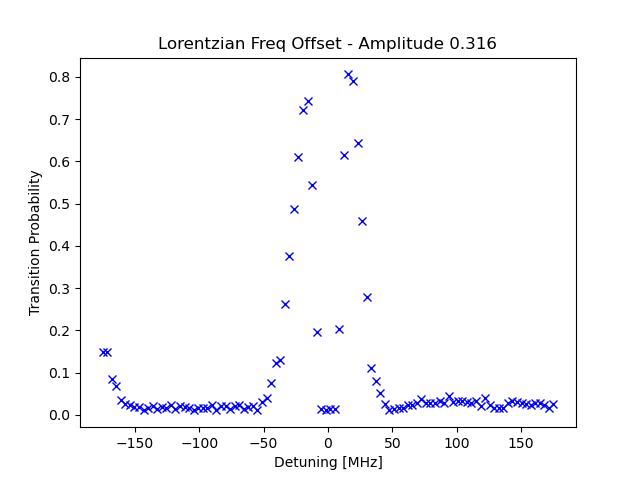 Lorentzian Freq Offset - Amplitude 0.316
Transition Probability
0.8
0.7
0.6
0.5
0.4
0.3
0.2
0.1
0.0
−150 −100 −50 0 50 100 150
Detuning [MHz]